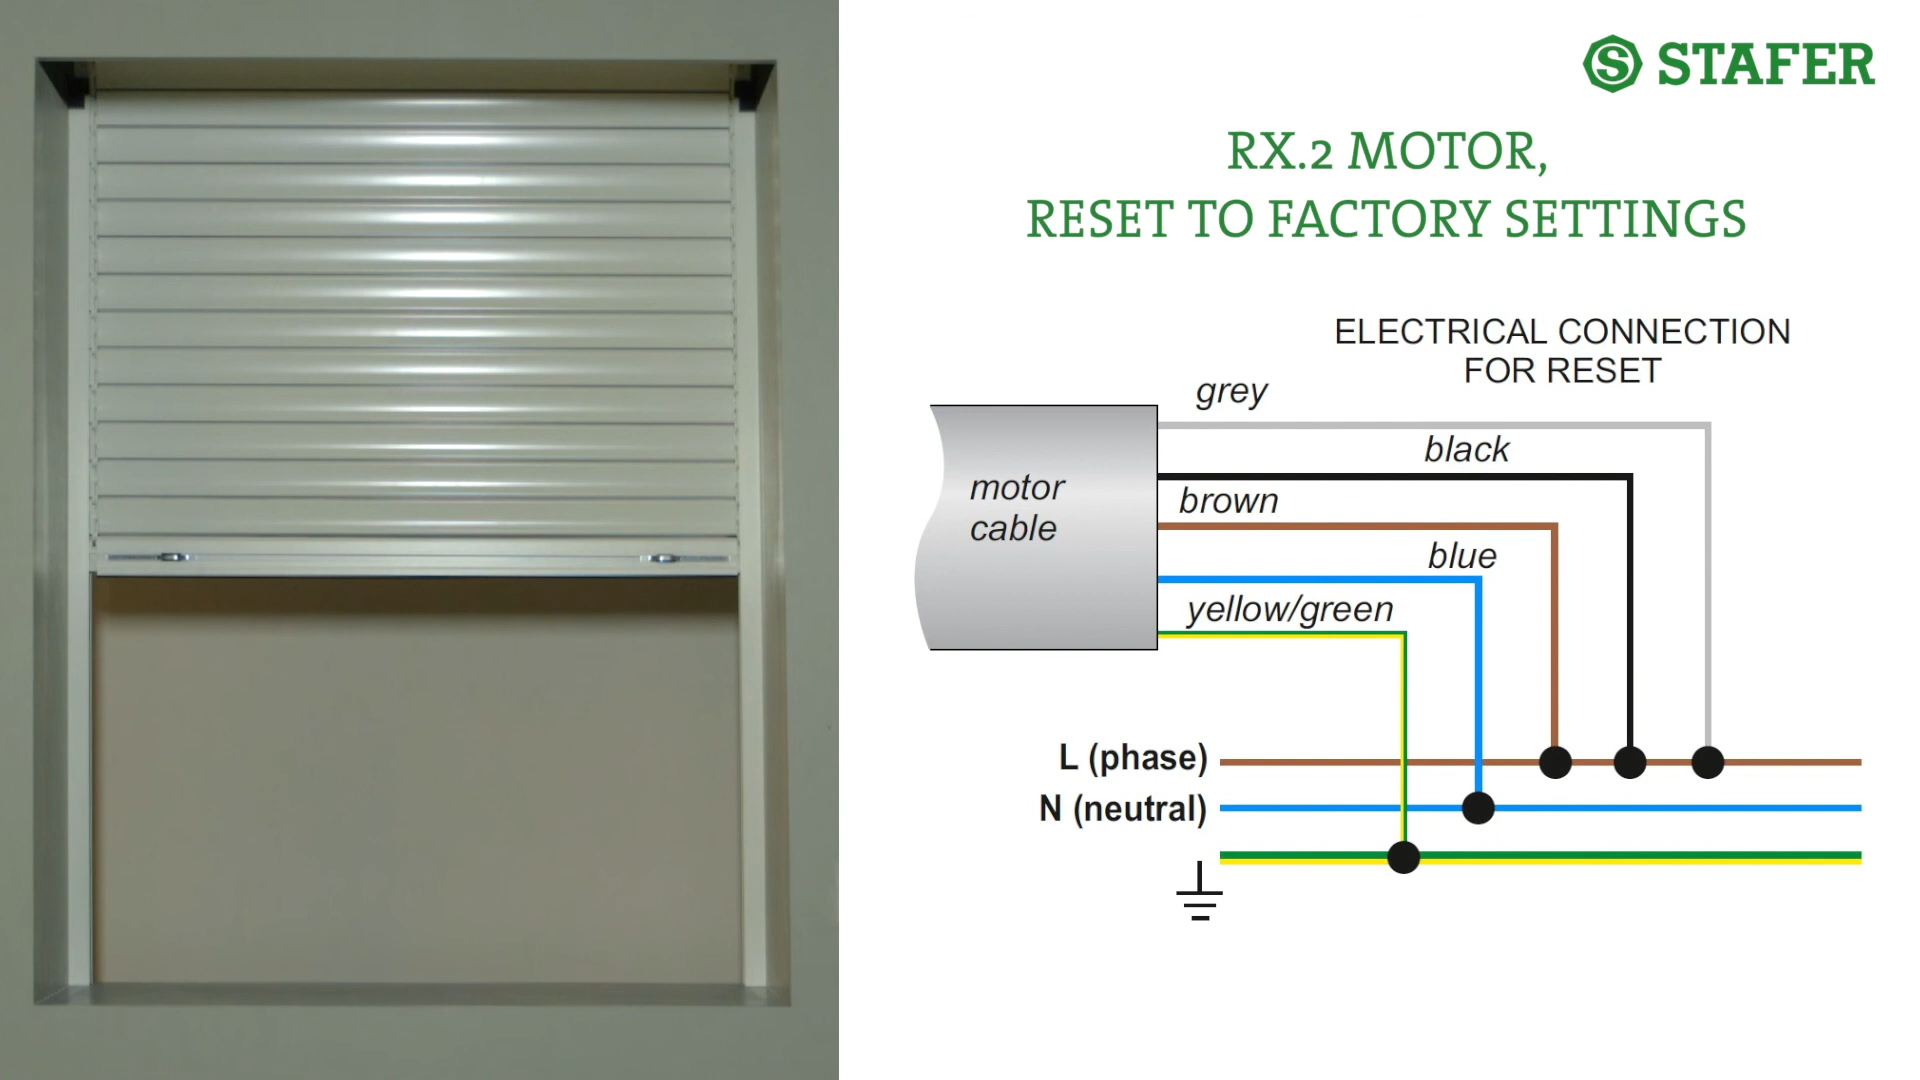 STAFER
RX.2 MOTOR,
RESET TO FACTORY SETTINGS
ELECTRICAL CONNECTION
FOR RESET
grey
black
motor
cable
brown
blue
yellow/green
L (phase)
N (neutral)